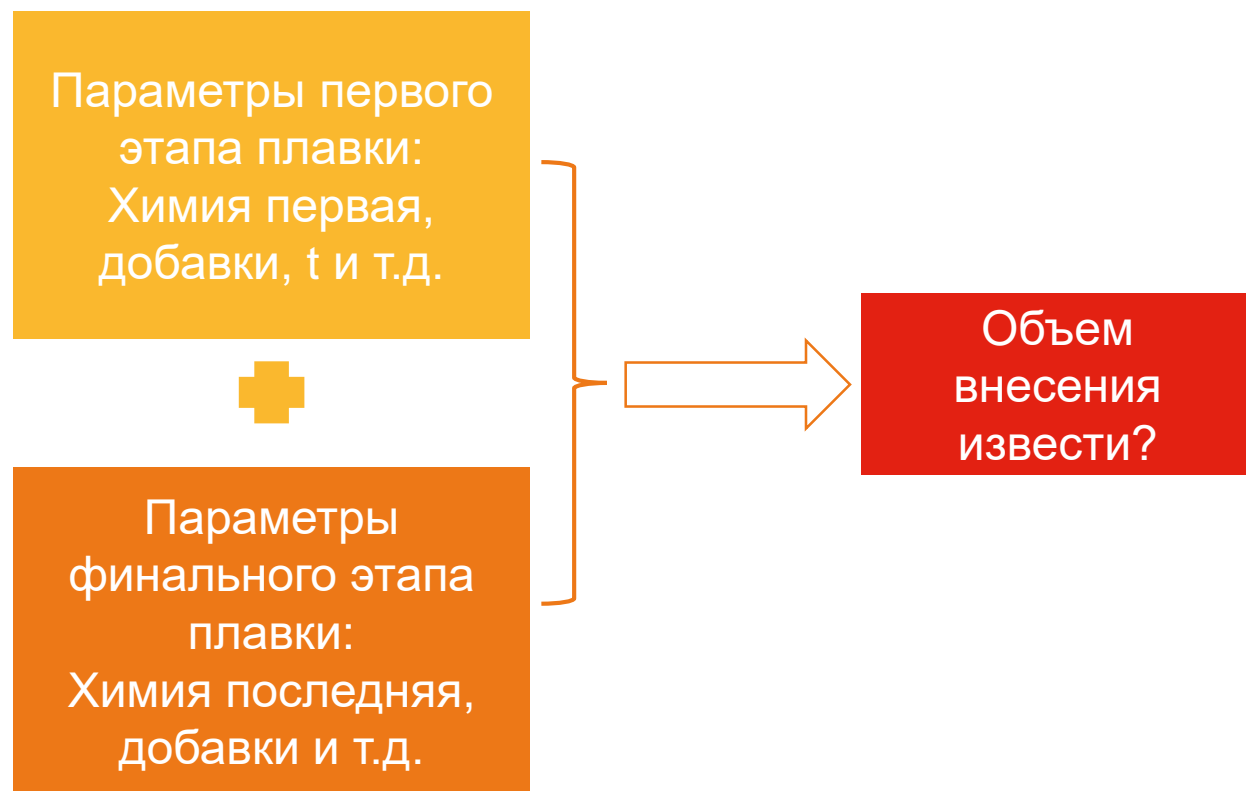 Параметры первого
этапа плавки:
Химия первая,
добавки, t и т.д.
Параметры
финального этапа
плавки:
Химия последняя,
добавки и т.д.
Объем
внесения
извести?